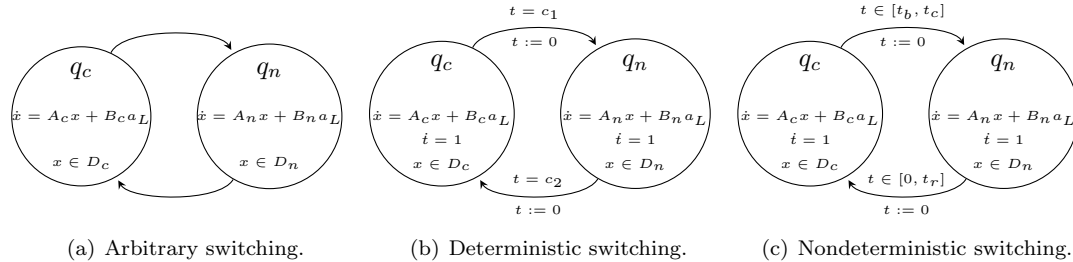 q_c
q_n
ẋ = A_c x + B_c a_L
ẋ = A_n x + B_n a_L
x ∈ D_c
x ∈ D_n
(a) Arbitrary switching.
t = c_1
t := 0
q_c
q_n
ẋ = A_c x + B_c a_L
ẋ = A_n x + B_n a_L
ṫ = 1
ṫ = 1
x ∈ D_c
x ∈ D_n
t = c_2
t := 0
(b) Deterministic switching.
t ∈ [t_b, t_c]
t := 0
q_c
q_n
ẋ = A_c x + B_c a_L
ẋ = A_n x + B_n a_L
ṫ = 1
ṫ = 1
x ∈ D_c
x ∈ D_n
t ∈ [0, t_r]
t := 0
(c) Nondeterministic switching.